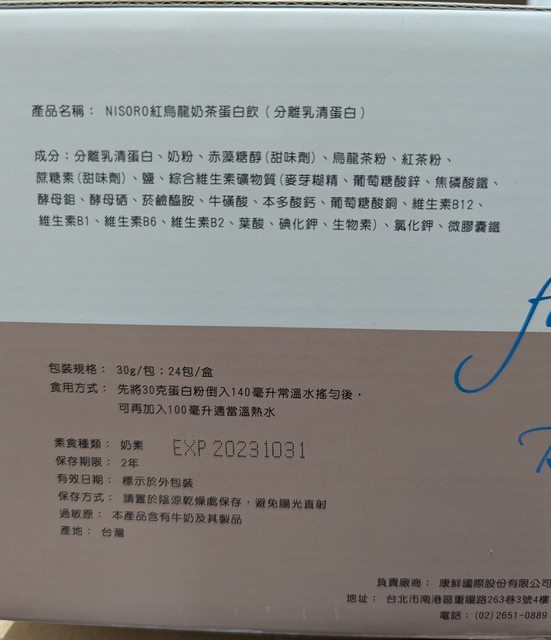 產品名稱： NISORO紅烏龍奶茶蛋白飲（分離乳清蛋白）
成分：分離乳清蛋白、奶粉、赤藻糖醇(甜味劑)、烏龍茶粉、紅茶粉、
蔗糖素(甜味劑)、鹽、綜合維生素礦物質(麥芽糊精、葡萄糖酸鋅、焦磷酸鐵、
酵母鉬、酵母硒、菸鹼醯胺、牛磺酸、本多酸鈣、葡萄糖酸銅、維生素B12、
維生素B1、維生素B6、維生素B2、葉酸、碘化鉀、生物素)、氯化鉀、微膠囊鐵
包裝規格： 30g/包；24包/盒
食用方式： 先將30克蛋白粉倒入140毫升常溫水搖勻後，
可再加入100毫升適當溫熱水
素食種類： 奶素
EXP 20231031
保存期限： 2年
有效日期： 標示於外包裝
保存方式： 請置於陰涼乾燥處保存，避免陽光直射
過敏原： 本產品含有牛奶及其製品
產地： 台灣
負責廠商： 康鮮國際股份有限公司
地址： 台北市南港區重陽路263巷3號4樓
電話：(02)2651-0889